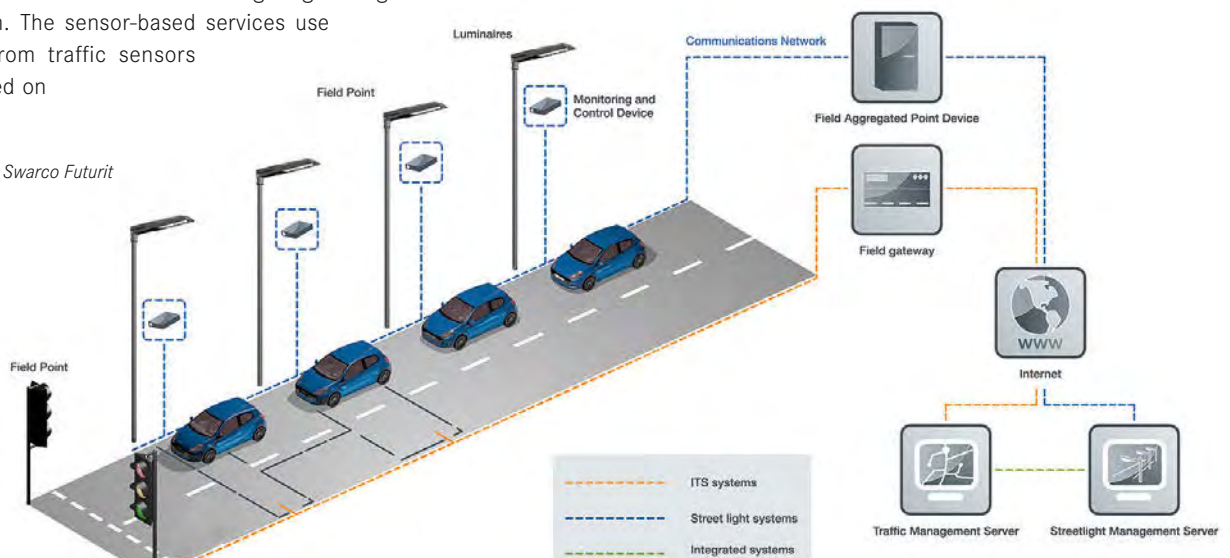 n. The sensor-based services use
rom traffic sensors
ed on
Swarco Futurit
Luminaires
Field Point
Monitoring and
Control Device
Field Point
Communications Network
Field Aggregated Point Device
Field gateway
WWW
Internet
Traffic Management Server
Streetlight Management Server
ITS systems
Street light systems
Integrated systems